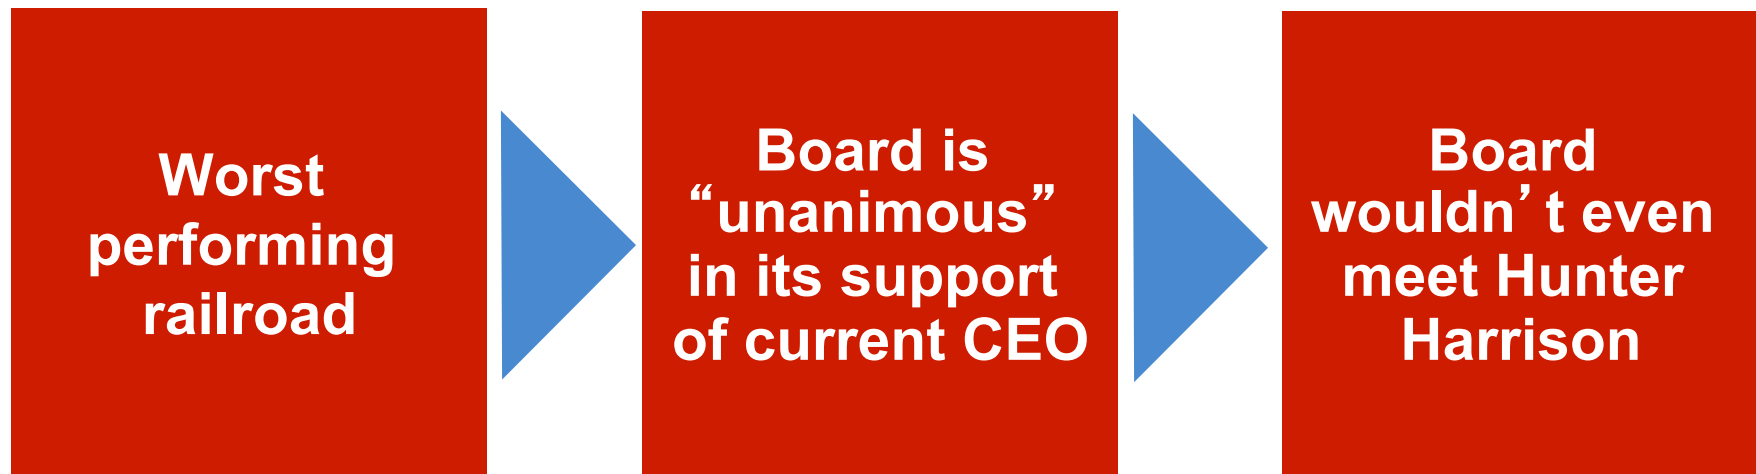 Worst
performing
railroad
Board is
“unanimous”
in its support
of current CEO
Board
wouldn’t even
meet Hunter
Harrison